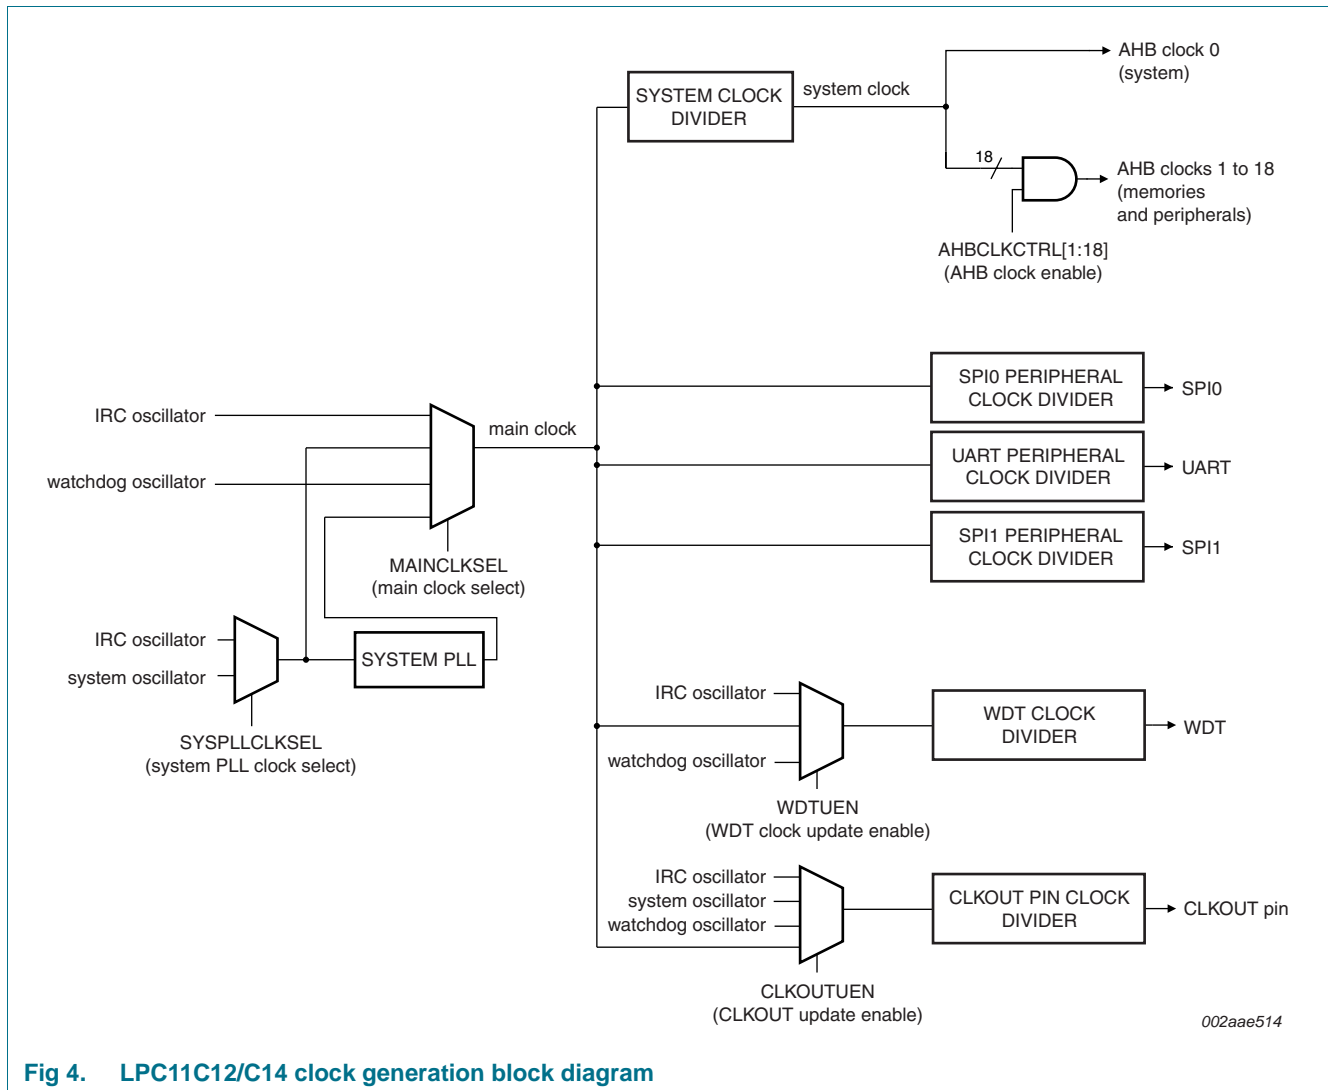 AHB clock 0
(system)
SYSTEM CLOCK
DIVIDER
system clock
18
AHB clocks 1 to 18
(memories
and peripherals)
AHBCLKCTRL[1:18]
(AHB clock enable)
SPI0 PERIPHERAL
CLOCK DIVIDER
SPI0
IRC oscillator
main clock
UART PERIPHERAL
CLOCK DIVIDER
UART
watchdog oscillator
SPI1 PERIPHERAL
CLOCK DIVIDER
SPI1
MAINCLKSEL
(main clock select)
IRC oscillator
system oscillator
SYSTEM PLL
SYSPLLCLKSEL
(system PLL clock select)
IRC oscillator
watchdog oscillator
WDT CLOCK
DIVIDER
WDT
WDTUEN
(WDT clock update enable)
IRC oscillator
system oscillator
watchdog oscillator
CLKOUT PIN CLOCK
DIVIDER
CLKOUT pin
CLKOUTUEN
(CLKOUT update enable)
002aae514
Fig 4. LPC11C12/C14 clock generation block diagram